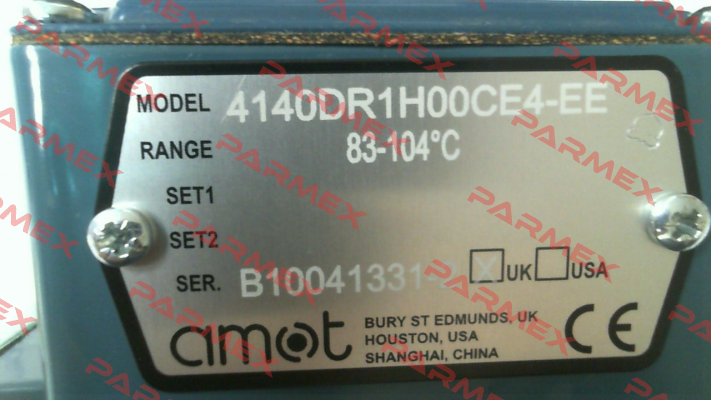 MODEL 4140DR1H00CE4-EE
RANGE 83-104°C
SET1
SET2
SER. B10041331-2 X UK USA
amot
BURY ST EDMUNDS, UK
HOUSTON, USA
SHANGHAI, CHINA
CE
PARMEX